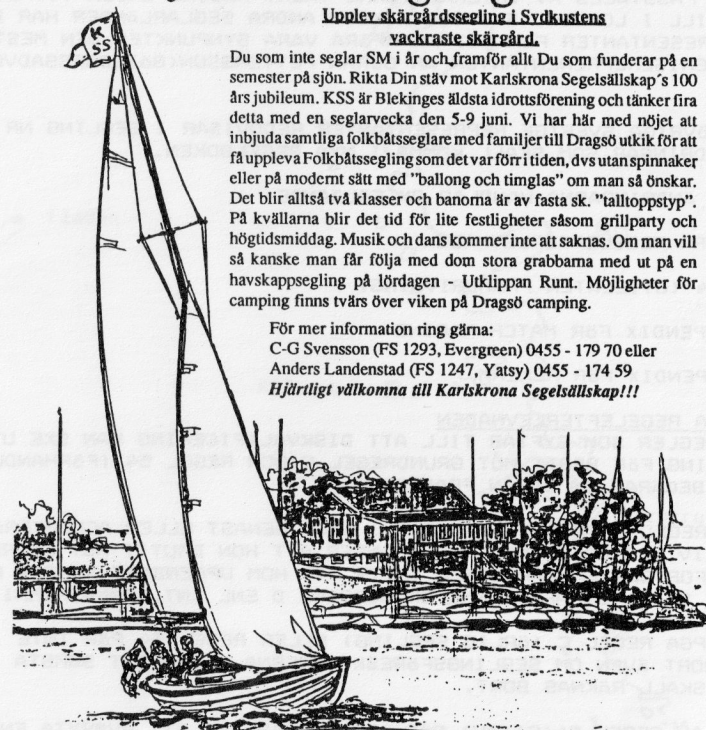 K
SS
Upplev skärgårdssegling i Sydkustens
vackraste skärgård.
Du som inte seglar SM i år och framför allt Du som funderar på en
semester på sjön. Rikta Din stäv mot Karlskrona Segelsällskap's 100
års jubileum. KSS är Blekinges äldsta idrottsförening och tänker fira
detta med en seglarvecka den 5-9 juni. Vi har här med nöjet att
inbjuda alla folkbåtsseglare med familjer till Dragsö utkik för att
få uppleva Folkbåtssegling som det var förr i tiden, dvs utan spinnaker
eller på modernt sätt med "ballong och timglas" om man så önskar.
Det blir alltså två klasser och banorna är av fasta sk. "talltoppstyp".
På kvällarna blir det tid för lite festligheter såsom grillparty och
högtidsmiddag. Musik och dans kommer inte att saknas. Om man vill
så kanske man får följa med dom stora grabbarna med ut på en
havskappsegling på lördagen - Utklippan Runt. Möjligheter för
camping finns tvärs över viken på Dragsö camping.
För mer information ring gärna:
C-G Svensson (FS 1293, Evergreen) 0455 - 179 70 eller
Anders Landenstad (FS 1247, Yatsy) 0455 - 174 59
Hjärtligt välkomna till Karlskrona Segelsällskap!!!